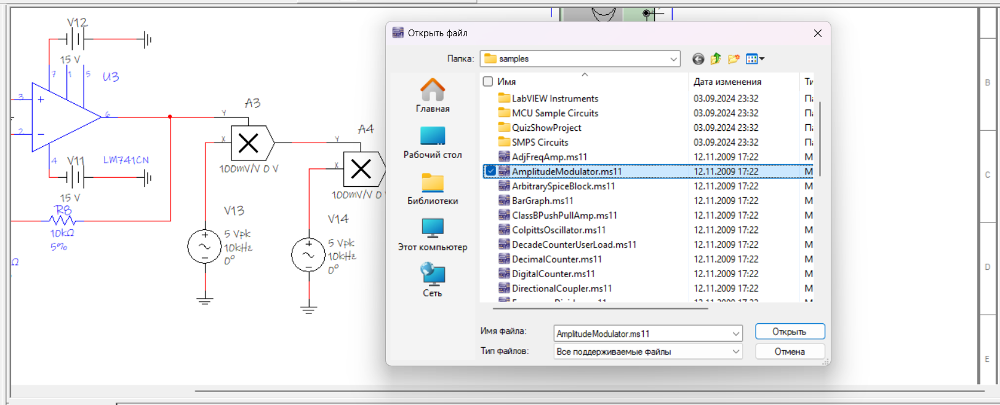 V12
15 V
7
1
5
U3
3
+
6
2
−
4
V11
LM741CN
15 V
R8
10kΩ
5%
Ω
A3
Y
X
100mV/V 0 V
A4
Y
X
100mV/V 0
V13
+
5 Vpk
10kHz
0°
−
V14
+
5 Vpk
10kHz
0°
−
Открыть файл
Папка: samples
Главная
Рабочий стол
Библиотеки
Этот компьютер
Сеть
Имя Дата изменения Ти
LabVIEW Instruments 03.09.2024 23:32 Па
MCU Sample Circuits 03.09.2024 23:32 Па
QuizShowProject 03.09.2024 23:32 Па
SMPS Circuits 03.09.2024 23:32 Па
AdjFreqAmp.ms11 12.11.2009 17:22 M
AmplitudeModulator.ms11 12.11.2009 17:22 M
ArbitrarySpiceBlock.ms11 12.11.2009 17:22 M
BarGraph.ms11 12.11.2009 17:22 M
ClassBPushPullAmp.ms11 12.11.2009 17:22 M
ColpittsOscillator.ms11 12.11.2009 17:22 M
DecadeCounterUserLoad.ms11 12.11.2009 17:22 M
DecimalCounter.ms11 12.11.2009 17:22 M
DigitalCounter.ms11 12.11.2009 17:22 M
DirectionalCoupler.ms11 12.11.2009 17:22 M
Имя файла: AmplitudeModulator.ms11 Открыть
Тип файлов: Все поддерживаемые файлы Отмена
B
C
D
E